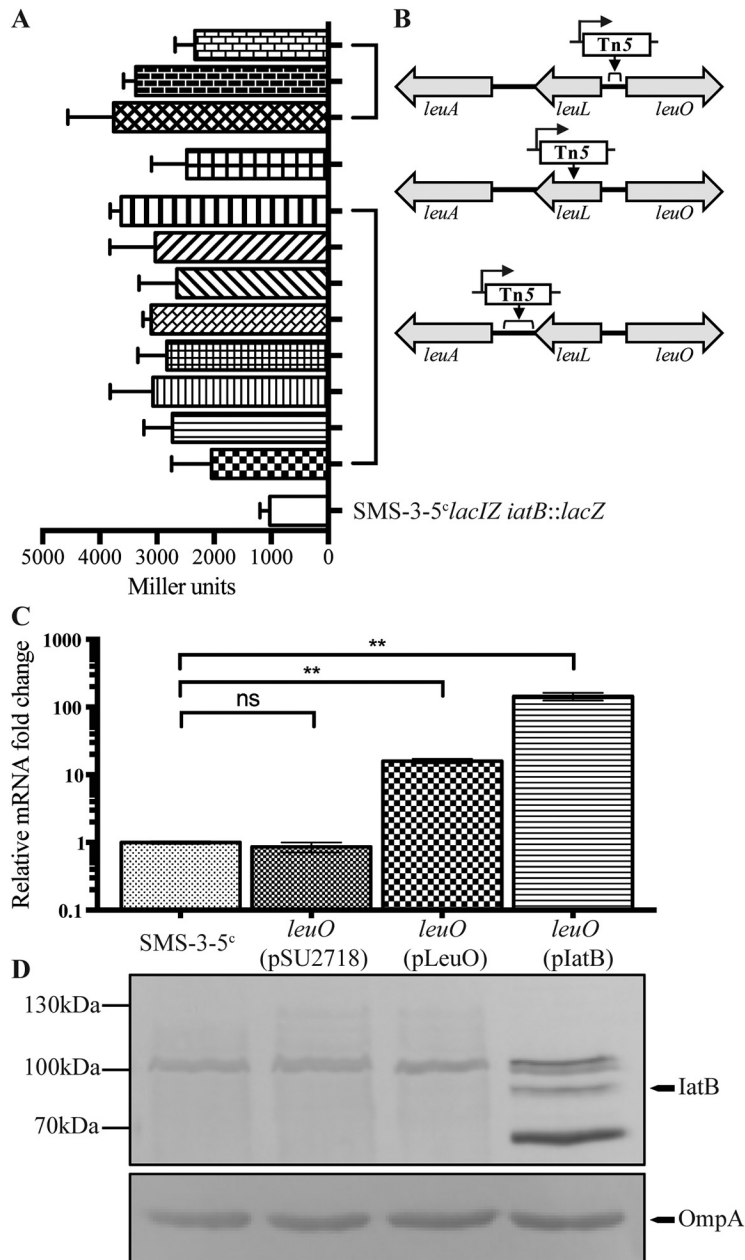 A
B
Tn5
leuA leuL leuO
Tn5
leuA leuL leuO
Tn5
leuA leuL leuO
SMS-3-5ᶜlacIZ iatB::lacZ
5000 4000 3000 2000 1000 0
Miller units
C
Relative mRNA fold change
1000
100
10
1
0.1
**
**
ns
SMS-3-5ᶜ leuO leuO leuO
(pSU2718) (pLeuO) (pIatB)
D
130kDa
100kDa
70kDa
IatB
OmpA